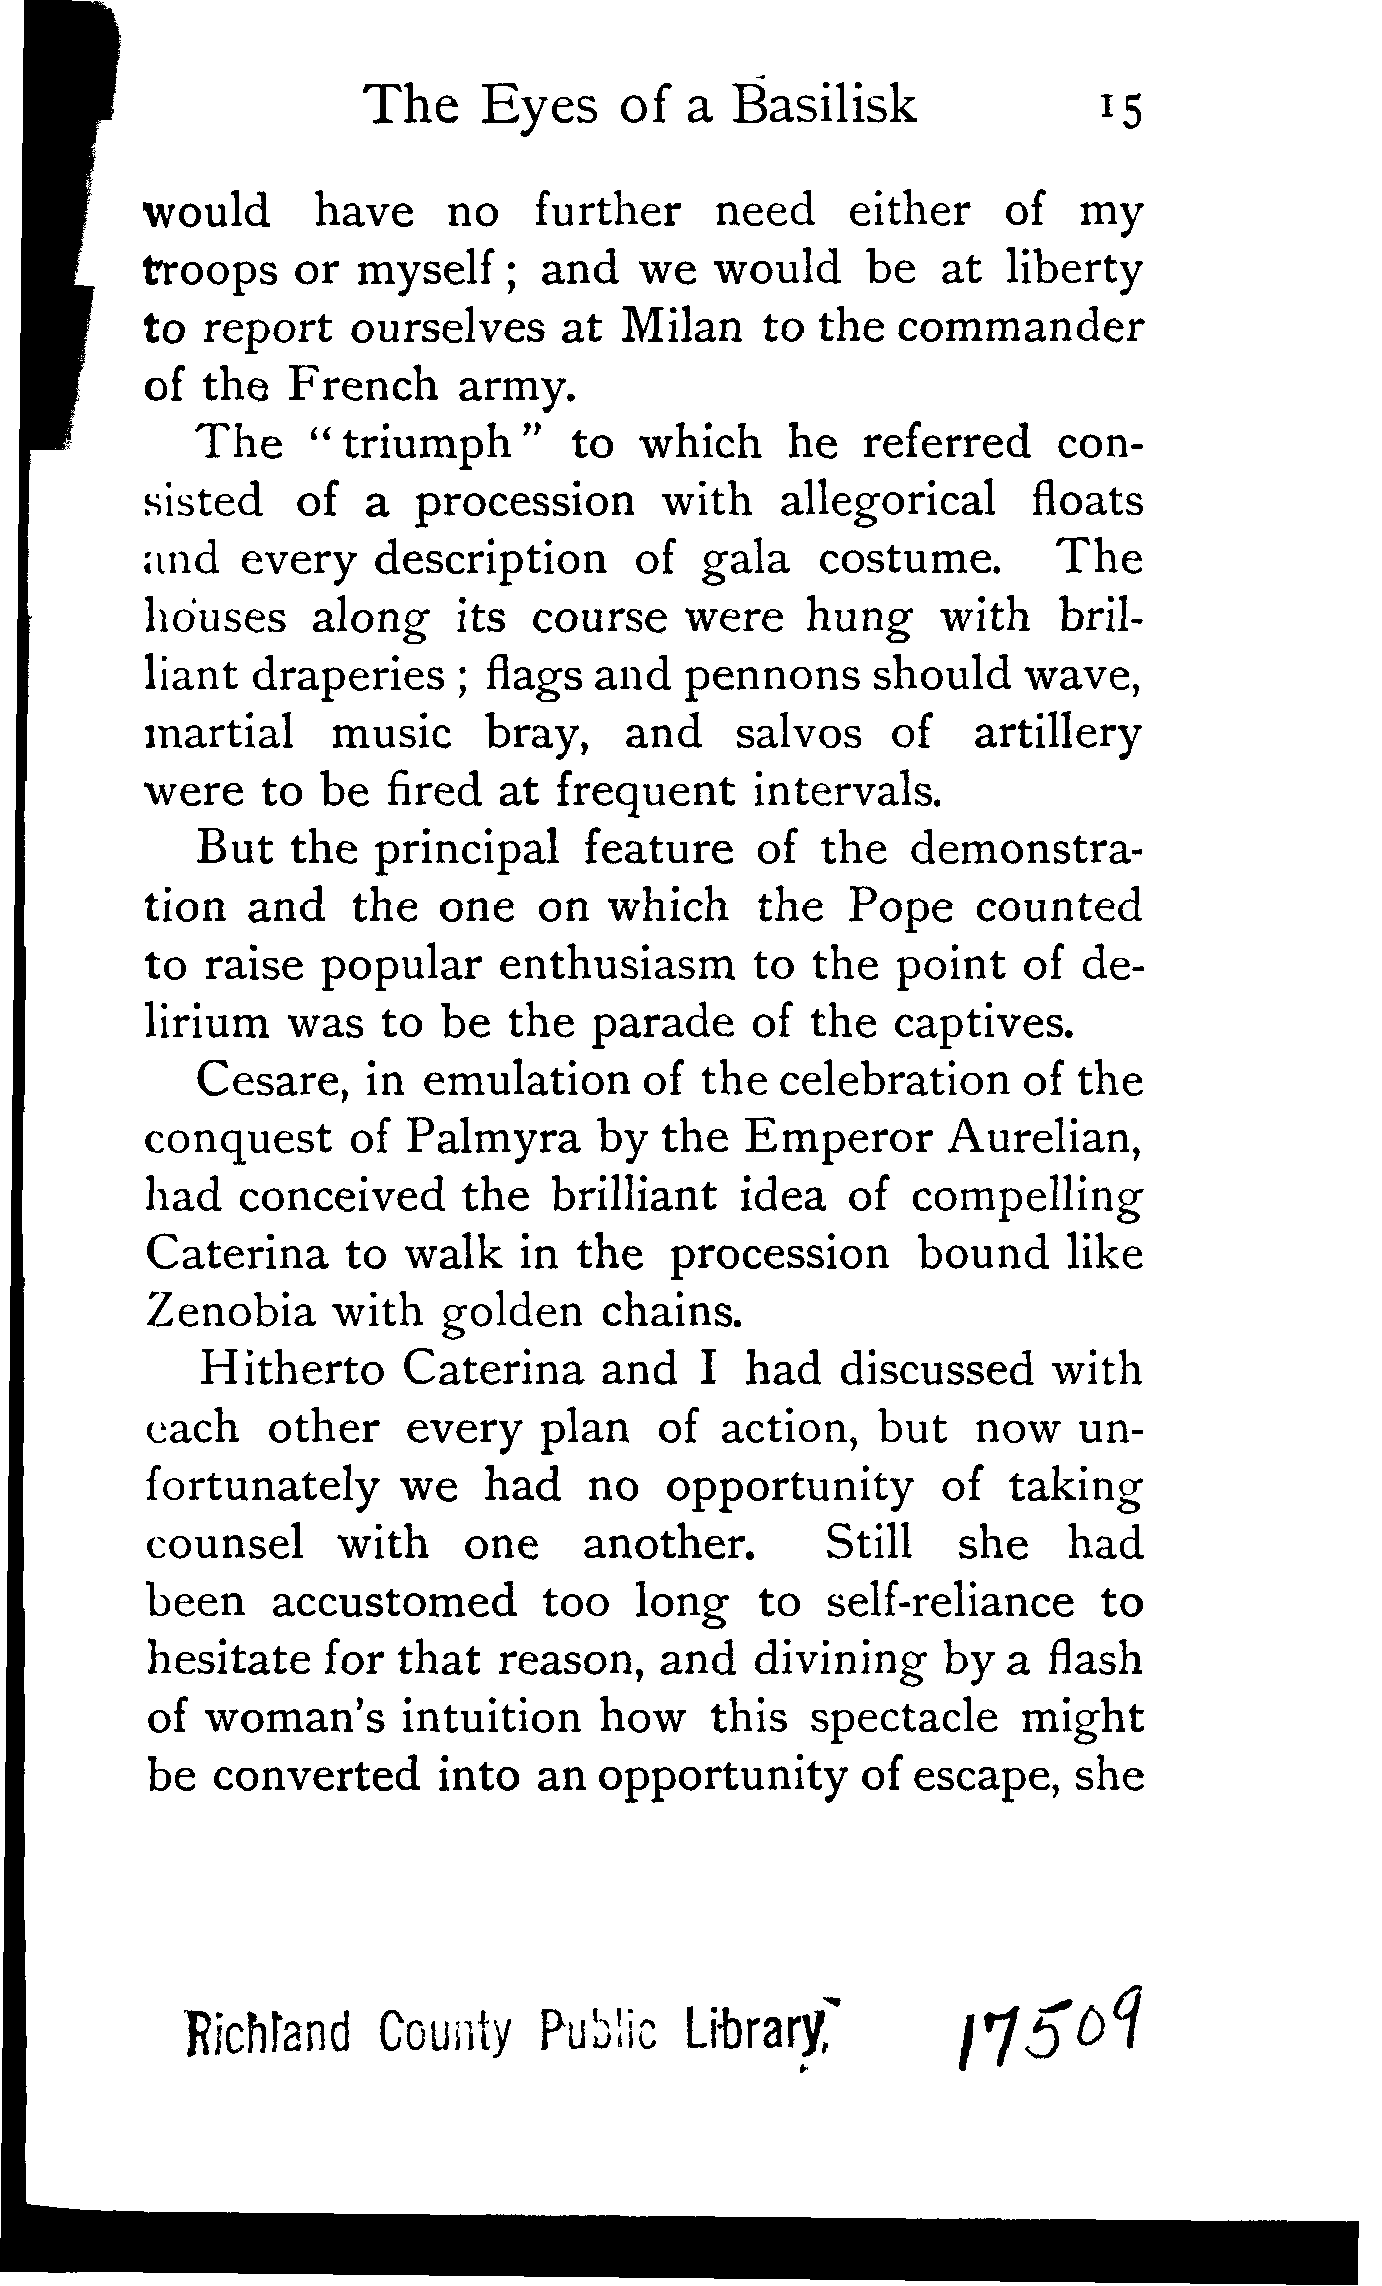 The Eyes of a Basilisk 15
would have no further need either of my
troops or myself; and we would be at liberty
to report ourselves at Milan to the commander
of the French army.
The "triumph" to which he referred con-
sisted of a procession with allegorical floats
and every description of gala costume. The
houses along its course were hung with bril-
liant draperies; flags and pennons should wave,
martial music bray, and salvos of artillery
were to be fired at frequent intervals.
But the principal feature of the demonstra-
tion and the one on which the Pope counted
to raise popular enthusiasm to the point of de-
lirium was to be the parade of the captives.
Cesare, in emulation of the celebration of the
conquest of Palmyra by the Emperor Aurelian,
had conceived the brilliant idea of compelling
Caterina to walk in the procession bound like
Zenobia with golden chains.
Hitherto Caterina and I had discussed with
each other every plan of action, but now un-
fortunately we had no opportunity of taking
counsel with one another. Still she had
been accustomed too long to self-reliance to
hesitate for that reason, and divining by a flash
of woman's intuition how this spectacle might
be converted into an opportunity of escape, she
Richland County Public Library, 17509